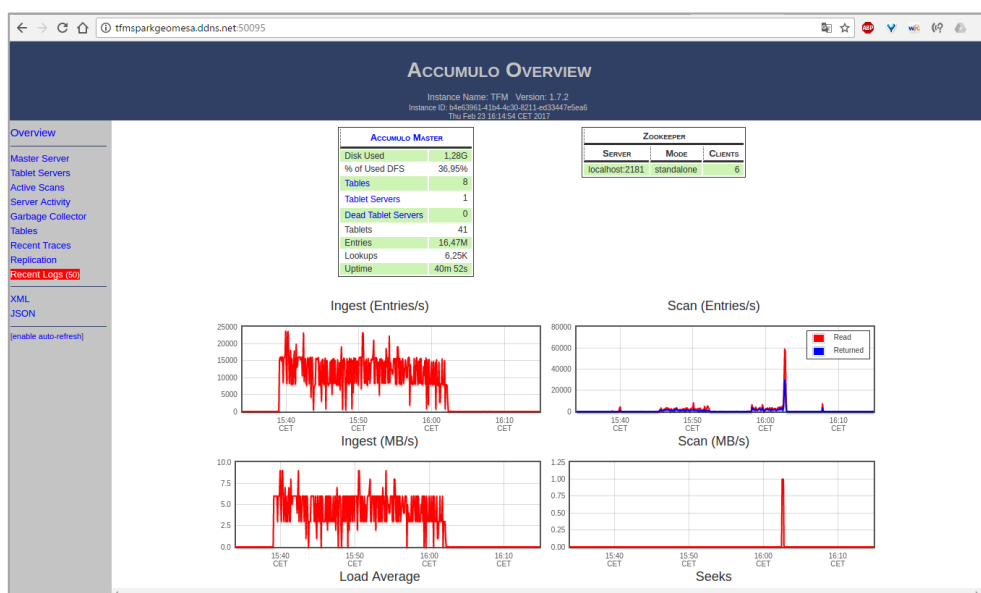 tfmsparkgeomesa.ddns.net:50095
ABP
ACCUMULO OVERVIEW
Instance Name: TFM Version: 1.7.2
Instance ID: b4e63961-41b4-4c30-8211-ed33447e5ea6
Thu Feb 23 16:14:54 CET 2017
Overview
Master Server
Tablet Servers
Active Scans
Server Activity
Garbage Collector
Tables
Recent Traces
Replication
Recent Logs (50)
XML
JSON
[enable auto-refresh]
ACCUMULO MASTER
Disk Used 1,28G
% of Used DFS 36,95%
Tables 8
Tablet Servers 1
Dead Tablet Servers 0
Tablets 41
Entries 16,47M
Lookups 6,25K
Uptime 40m 52s
ZOOKEEPER
SERVER MODE CLIENTS
localhost:2181 standalone 6
Ingest (Entries/s)
25000
20000
15000
10000
5000
0
15:40 15:50 16:00 16:10
CET CET CET CET
Scan (Entries/s)
80000
60000
40000
20000
0
Read
Returned
15:40 15:50 16:00 16:10
CET CET CET CET
Ingest (MB/s)
10.0
7.5
5.0
2.5
0.0
15:40 15:50 16:00 16:10
CET CET CET CET
Scan (MB/s)
1.25
1.00
0.75
0.50
0.25
0.00
15:40 15:50 16:00 16:10
CET CET CET CET
Load Average
Seeks